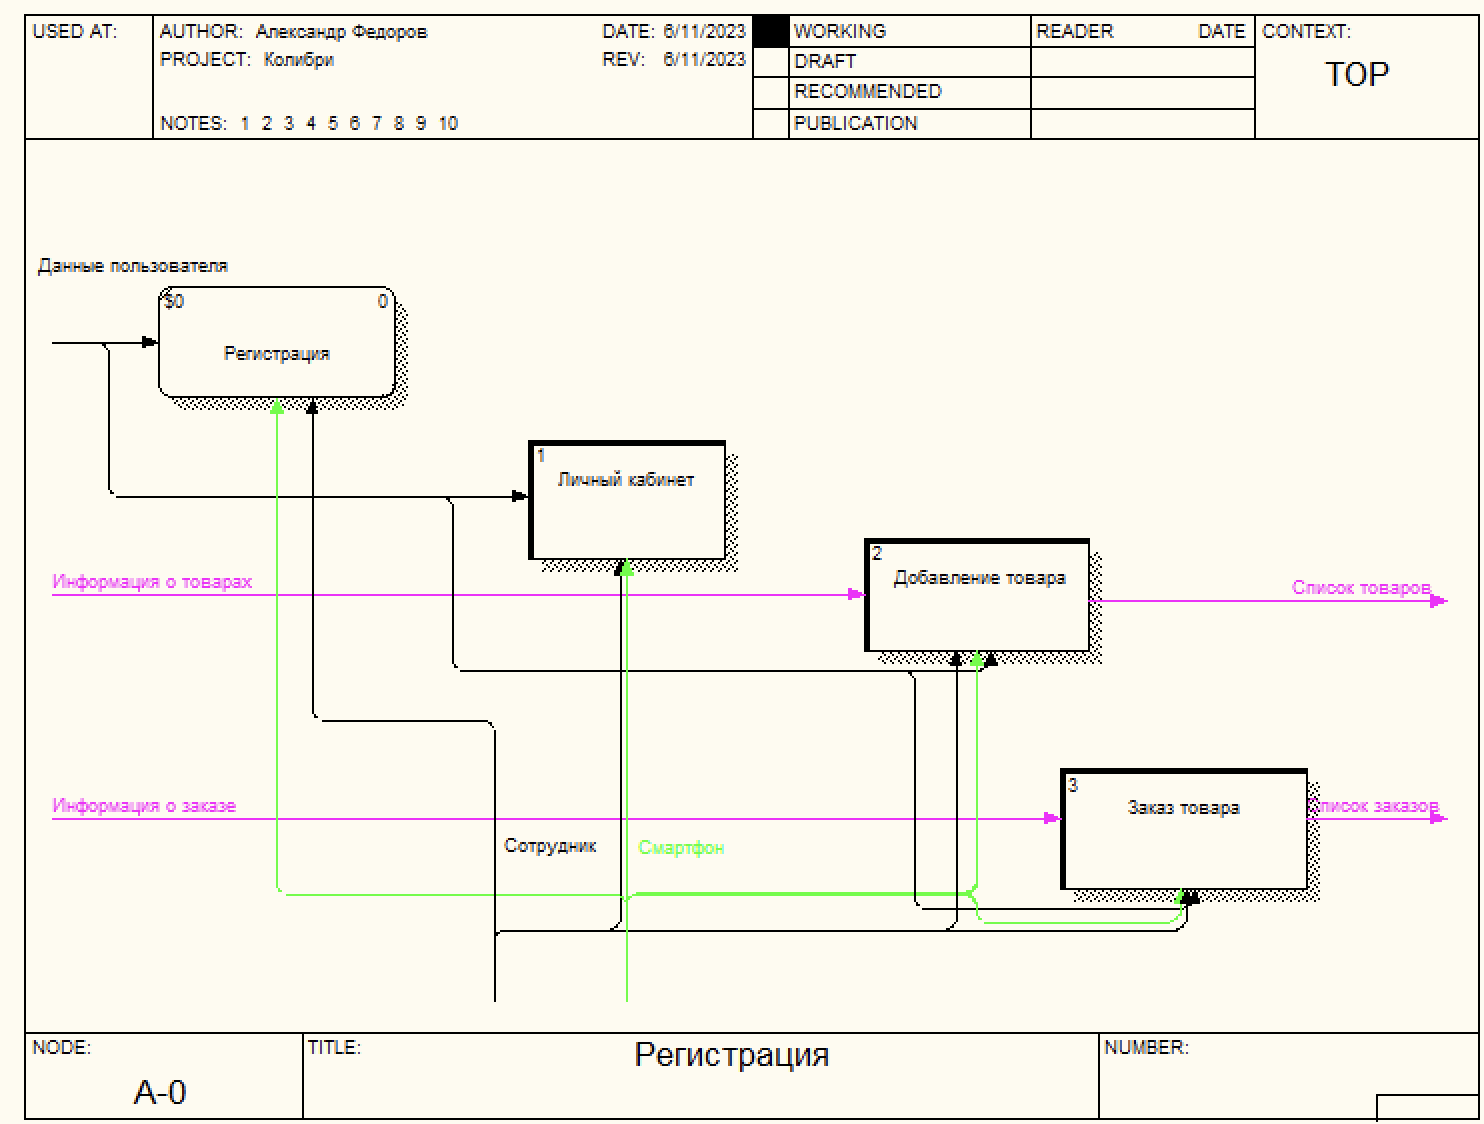 USED AT:
AUTHOR: Александр Федоров
DATE: 6/11/2023
PROJECT: Колибри
REV: 6/11/2023
NOTES: 1 2 3 4 5 6 7 8 9 10
WORKING
DRAFT
RECOMMENDED
PUBLICATION
READER DATE
CONTEXT:
TOP
Данные пользователя
$0 0
Регистрация
1
Личный кабинет
2
Добавление товара
Информация о товарах
Список товаров
3
Заказ товара
Информация о заказе
Список заказов
Сотрудник
Смартфон
NODE:
A-0
TITLE:
Регистрация
NUMBER: